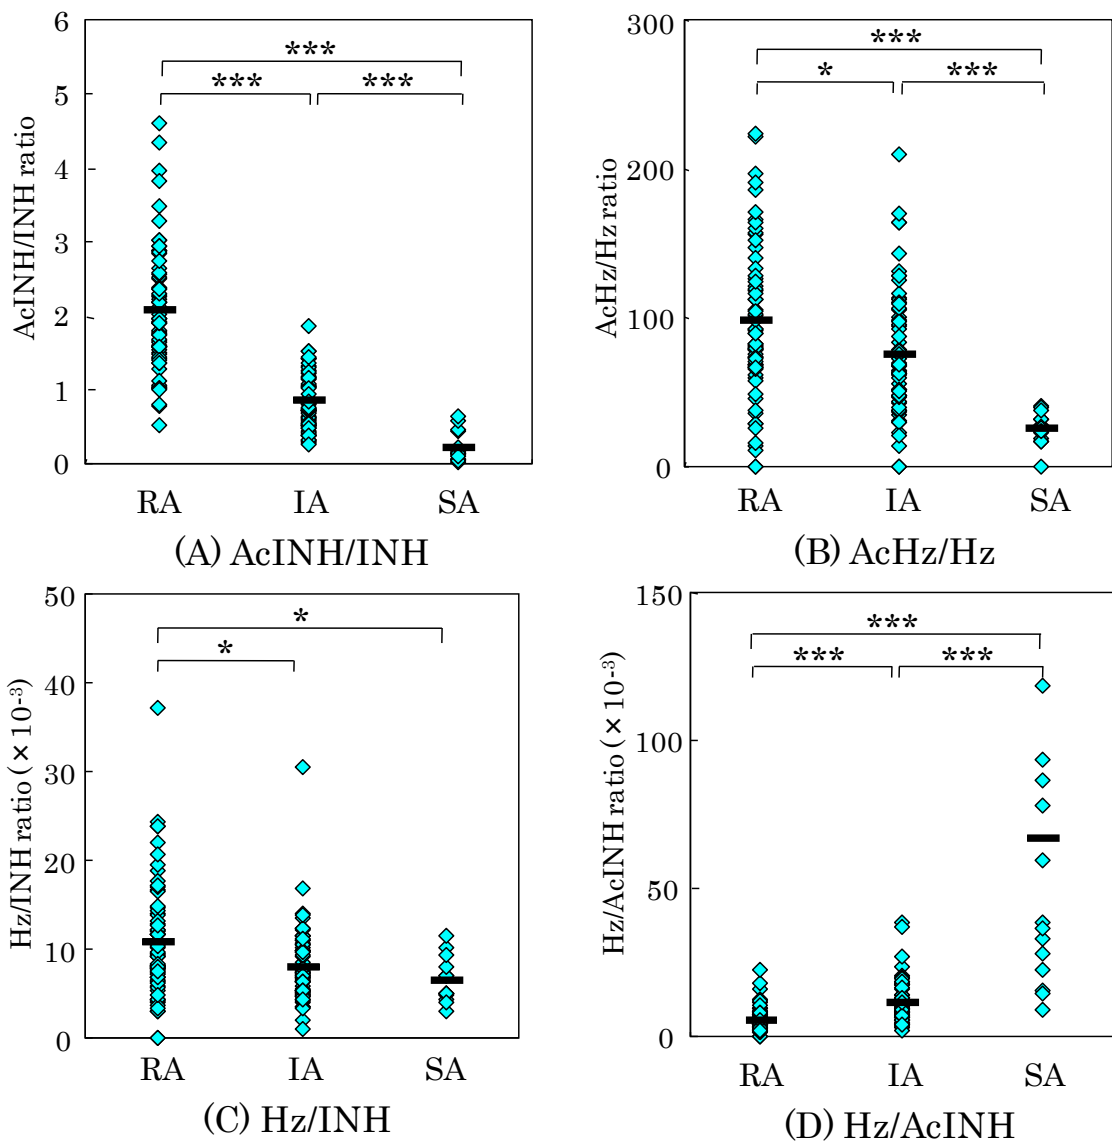 AcINH/INH ratio
6
5
4
3
2
1
0
***
*** ***
RA IA SA
(A) AcINH/INH
AcHz/Hz ratio
300
200
100
0
***
* ***
RA IA SA
(B) AcHz/Hz
Hz/INH ratio (×10-3)
50
40
30
20
10
0
*
*
RA IA SA
(C) Hz/INH
Hz/AcINH ratio (×10-3)
150
100
50
0
***
*** ***
RA IA SA
(D) Hz/AcINH